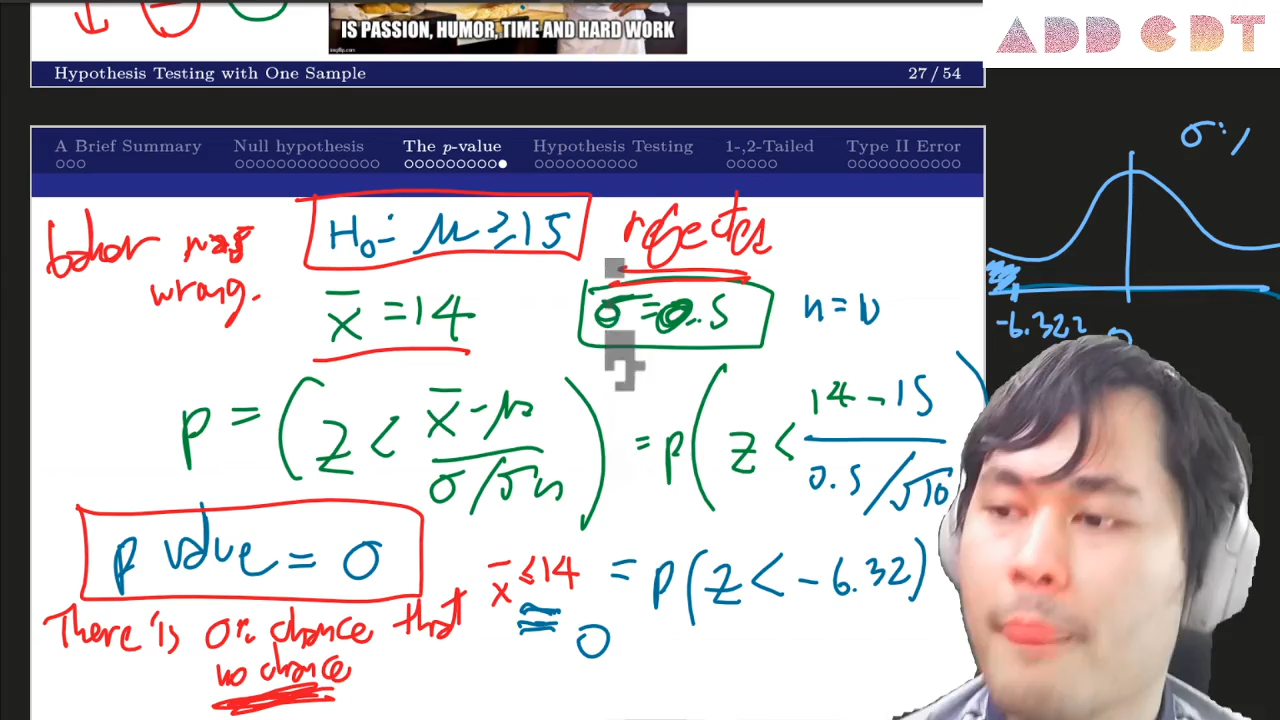 IS PASSION, HUMOR, TIME AND HARD WORK
imgflip.com
ADD CDT
Hypothesis Testing with One Sample
27 / 54
A Brief Summary Null hypothesis The p-value Hypothesis Testing 1-,2-Tailed Type II Error
σ: 1
baker was wrong.
H₀: μ ≥ 15
rejected
x̄ = 14
σ = 0.5
n = 10
-6.322
0
p = (z < (x̄ - μ)/(σ/√n)) = p(z < (14 - 15)/(0.5/√10))
p value = 0
x̄ ≤ 14
= p(z < -6.32)
0
There is 0% chance that
no chance